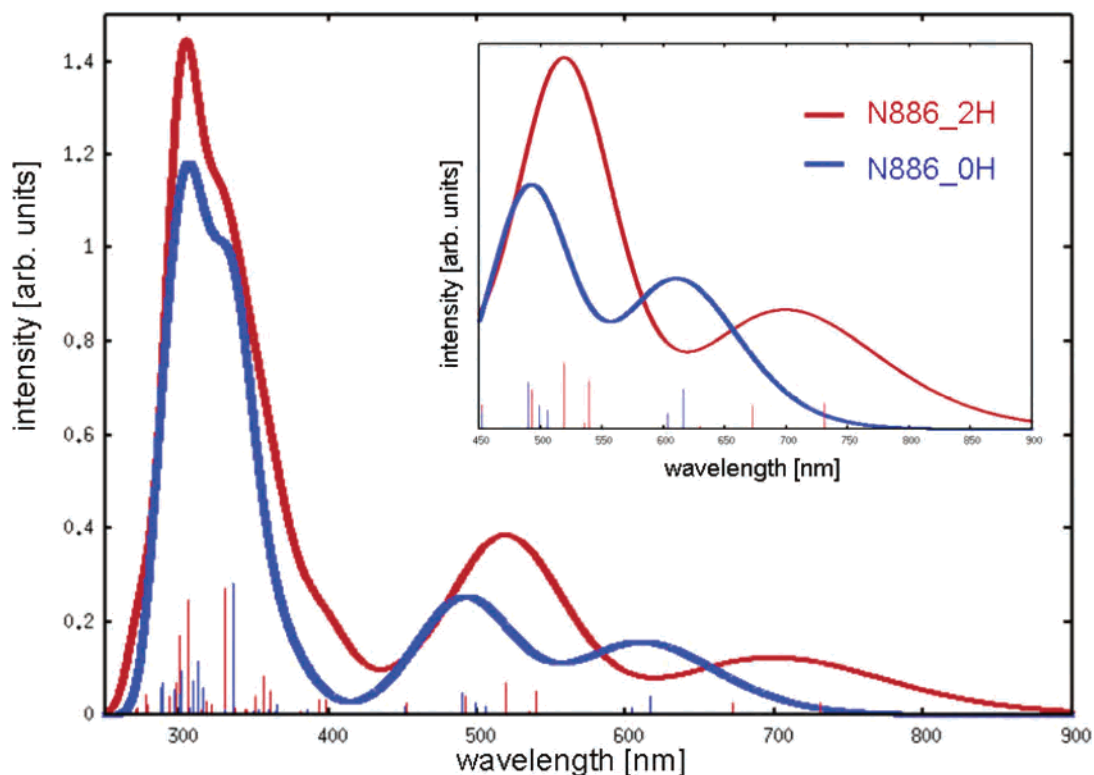 1.4
1.2
1
0.8
0.6
0.4
0.2
0
intensity [arb. units]
300 400 500 600 700 800 900
wavelength [nm]
N886_2H
N886_0H
intensity [arb. units]
450 500 550 600 650 700 750 800 850 900
wavelength [nm]